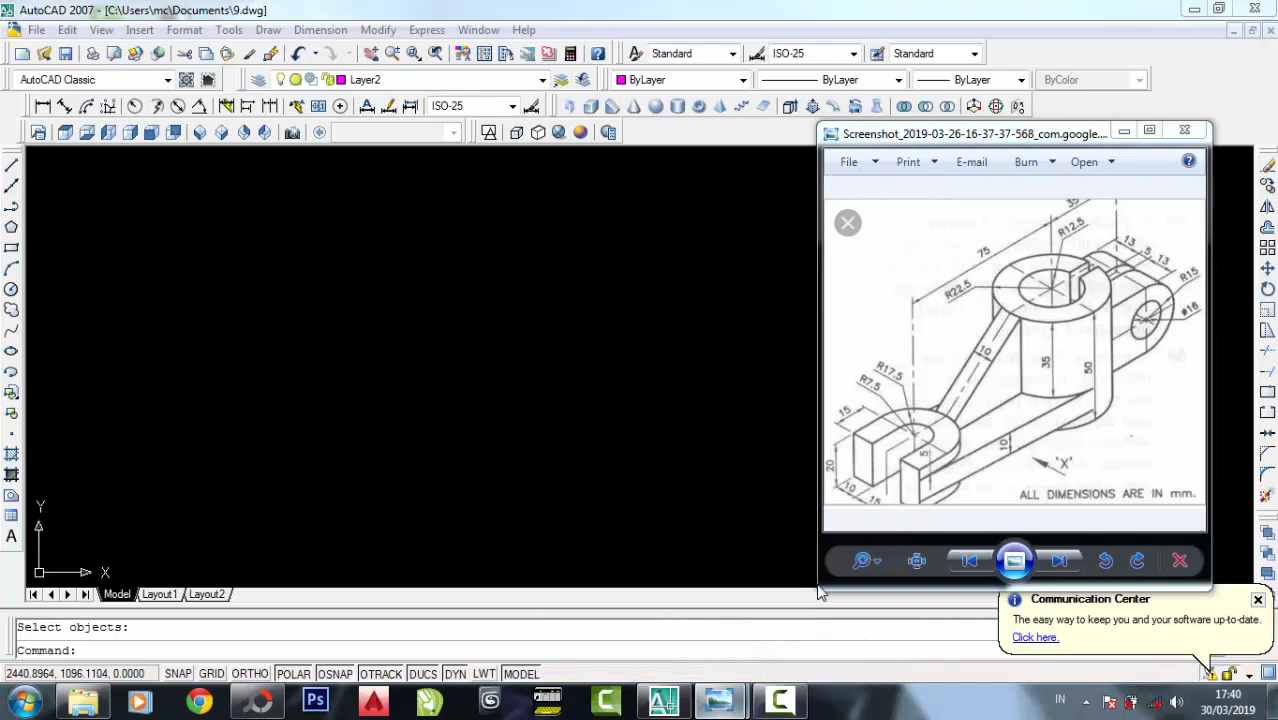 AutoCAD 2007 - [C:\Users\mc\Documents\9.dwg]
File Edit View Insert Format Tools Draw Dimension Modify Express Window Help
Standard ISO-25 Standard
AutoCAD Classic Layer2 ByLayer ByLayer ByLayer ByColor
ISO-25
Screenshot_2019-03-26-16-37-37-568_com.google....
File Print E-mail Burn Open
35
R12.5
75
13
5
13
R22.5
R15
ø16
10
35
50
R17.5
R7.5
15
5
10
20
10
15
'X'
ALL DIMENSIONS ARE IN mm.
Y
X
Model Layout1 Layout2
Communication Center
The easy way to keep you and your software up-to-date.
Click here.
Select objects:
Command:
2440.8964, 1096.1104, 0.0000 SNAP GRID ORTHO POLAR OSNAP OTRACK DUCS DYN LWT MODEL
Ps
IN
17:40
30/03/2019